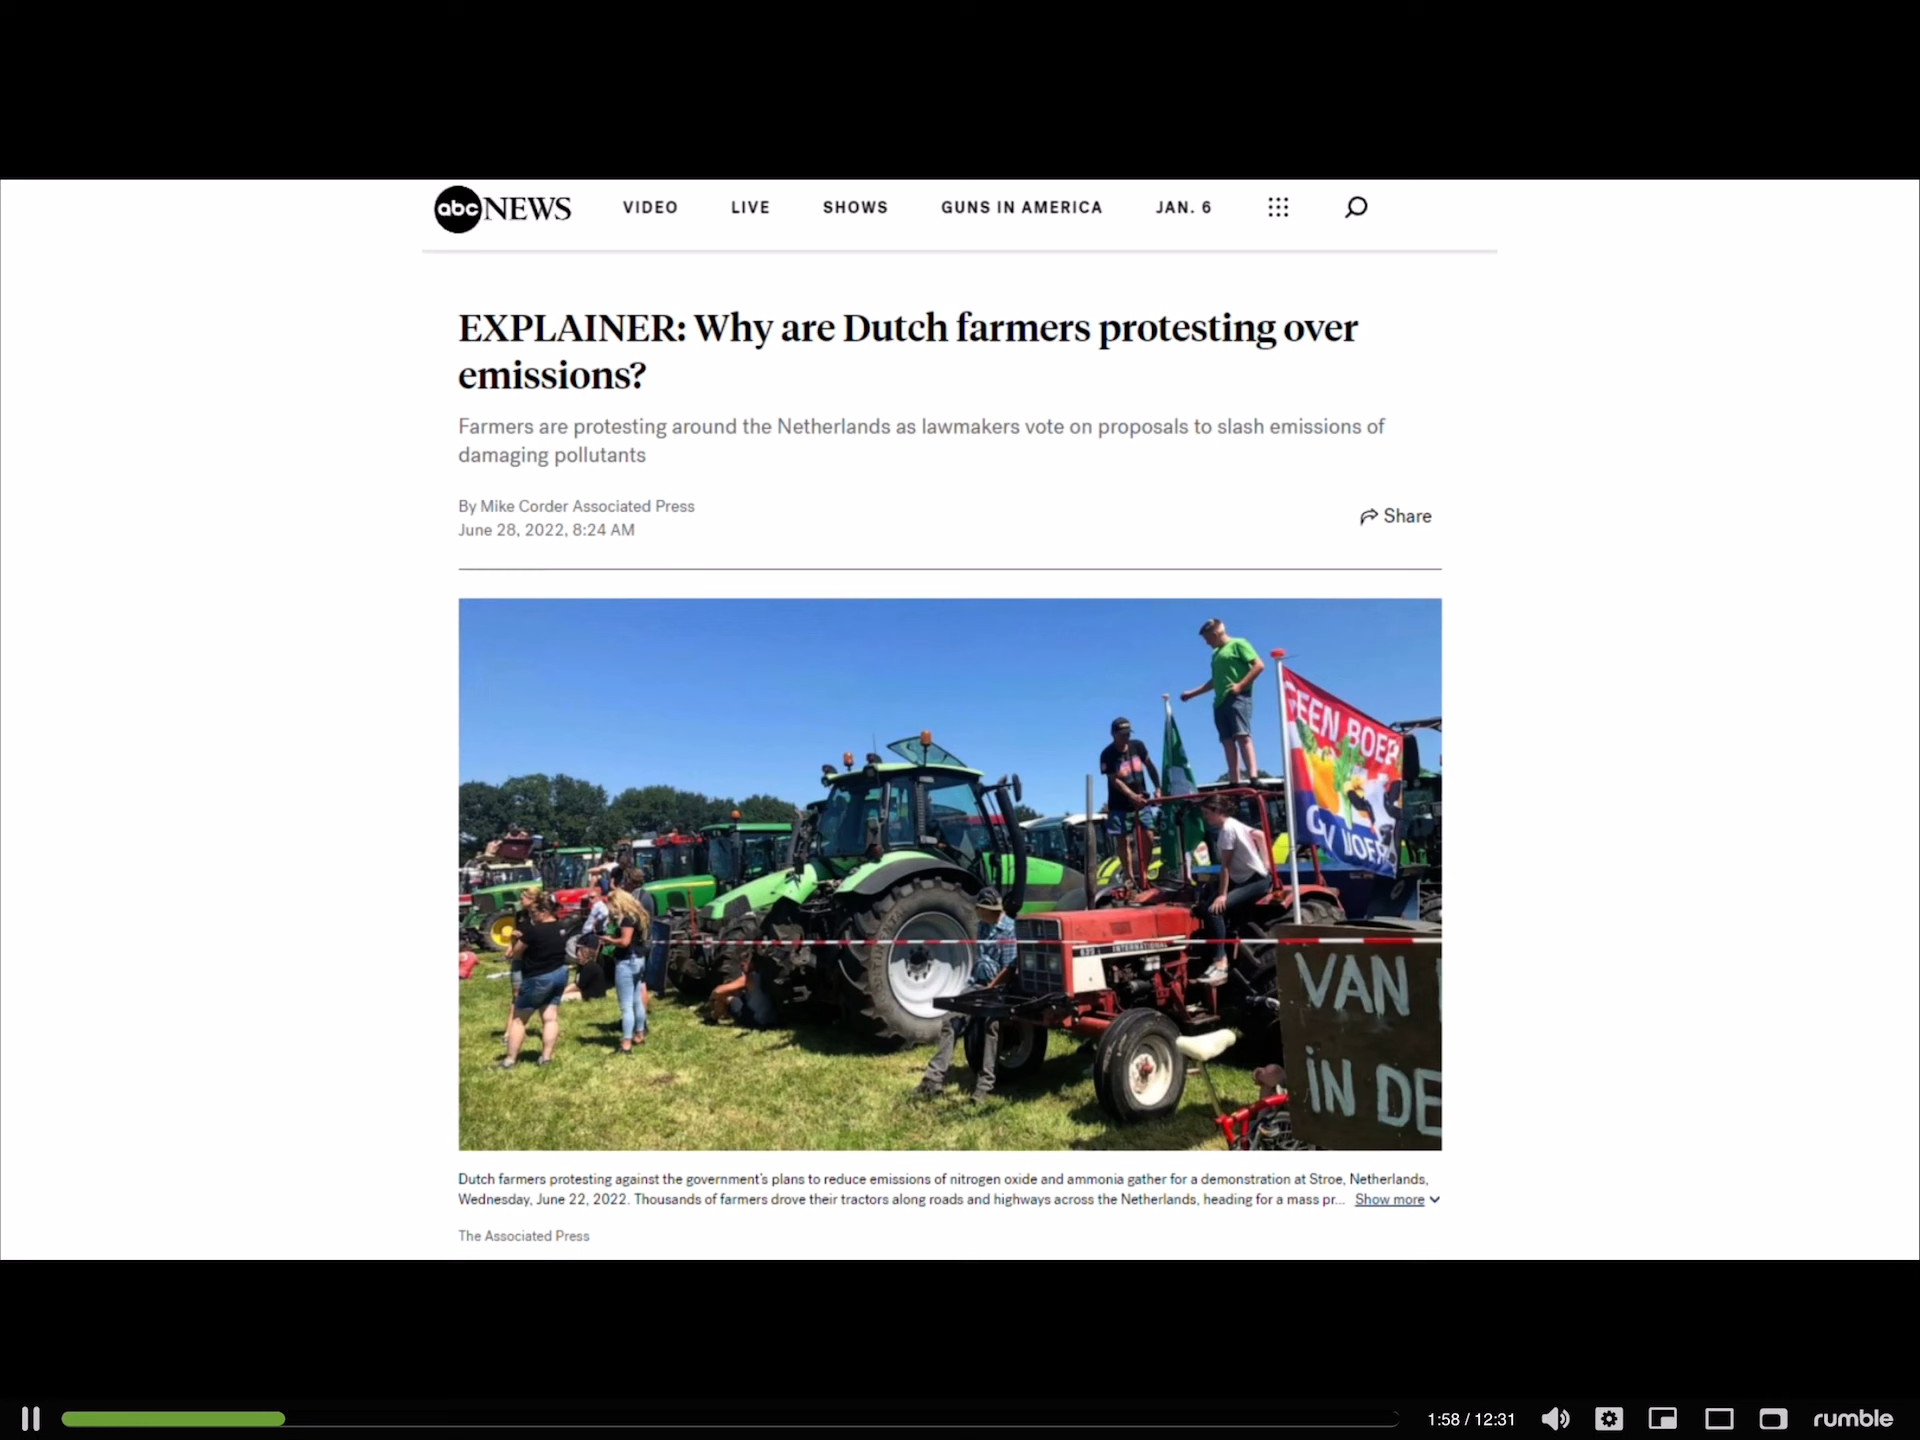 abc NEWS VIDEO LIVE SHOWS GUNS IN AMERICA JAN. 6
EXPLAINER: Why are Dutch farmers protesting over
emissions?
Farmers are protesting around the Netherlands as lawmakers vote on proposals to slash emissions of
damaging pollutants
By Mike Corder Associated Press
June 28, 2022, 8:24 AM
Share
EEN BOER
VAN
IN DE
INTERNATIONAL
Dutch farmers protesting against the government's plans to reduce emissions of nitrogen oxide and ammonia gather for a demonstration at Stroe, Netherlands,
Wednesday, June 22, 2022. Thousands of farmers drove their tractors along roads and highways across the Netherlands, heading for a mass pr... Show more
The Associated Press
1:58 / 12:31 rumble